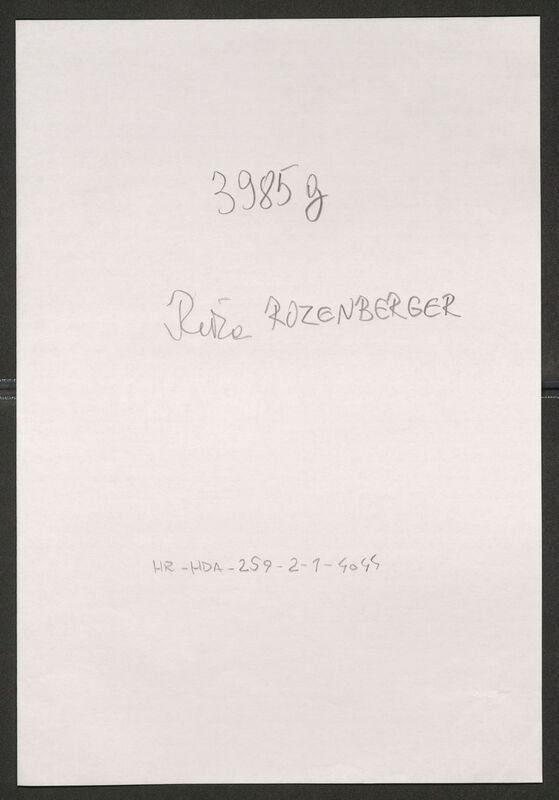 3985 g
Ruža ROZENBERGER
HR-HDA-259-2-1-4044